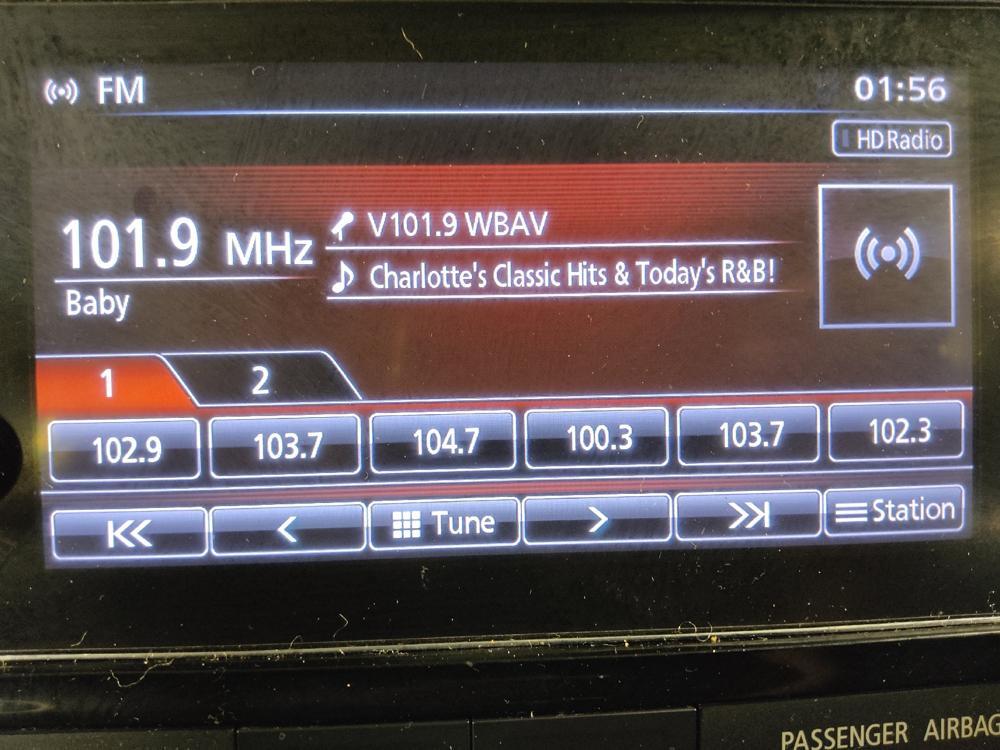 FM
01:56
HD Radio
101.9 MHz
V101.9 WBAV
Charlotte's Classic Hits & Today's R&B!
Baby
1
2
102.9
103.7
104.7
100.3
103.7
102.3
Tune
Station
PASSENGER AIRBAG